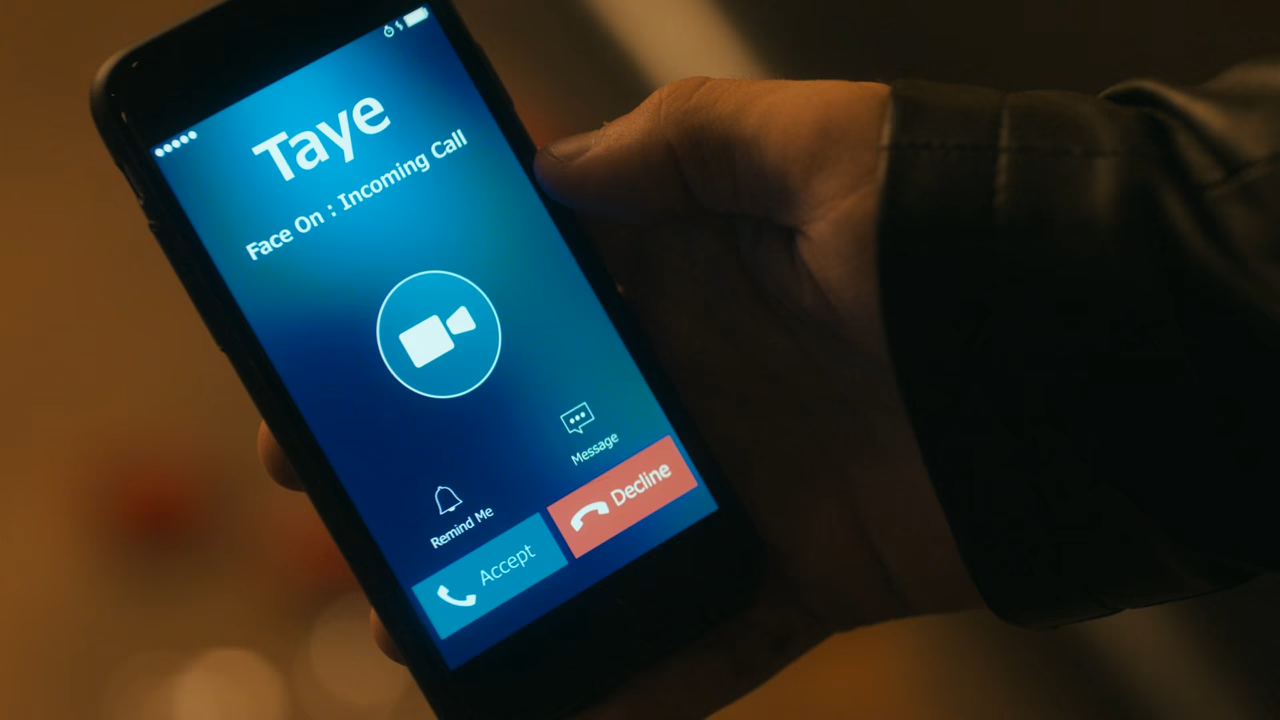 Taye
Face On : Incoming Call
Message
Remind Me
Decline
Accept